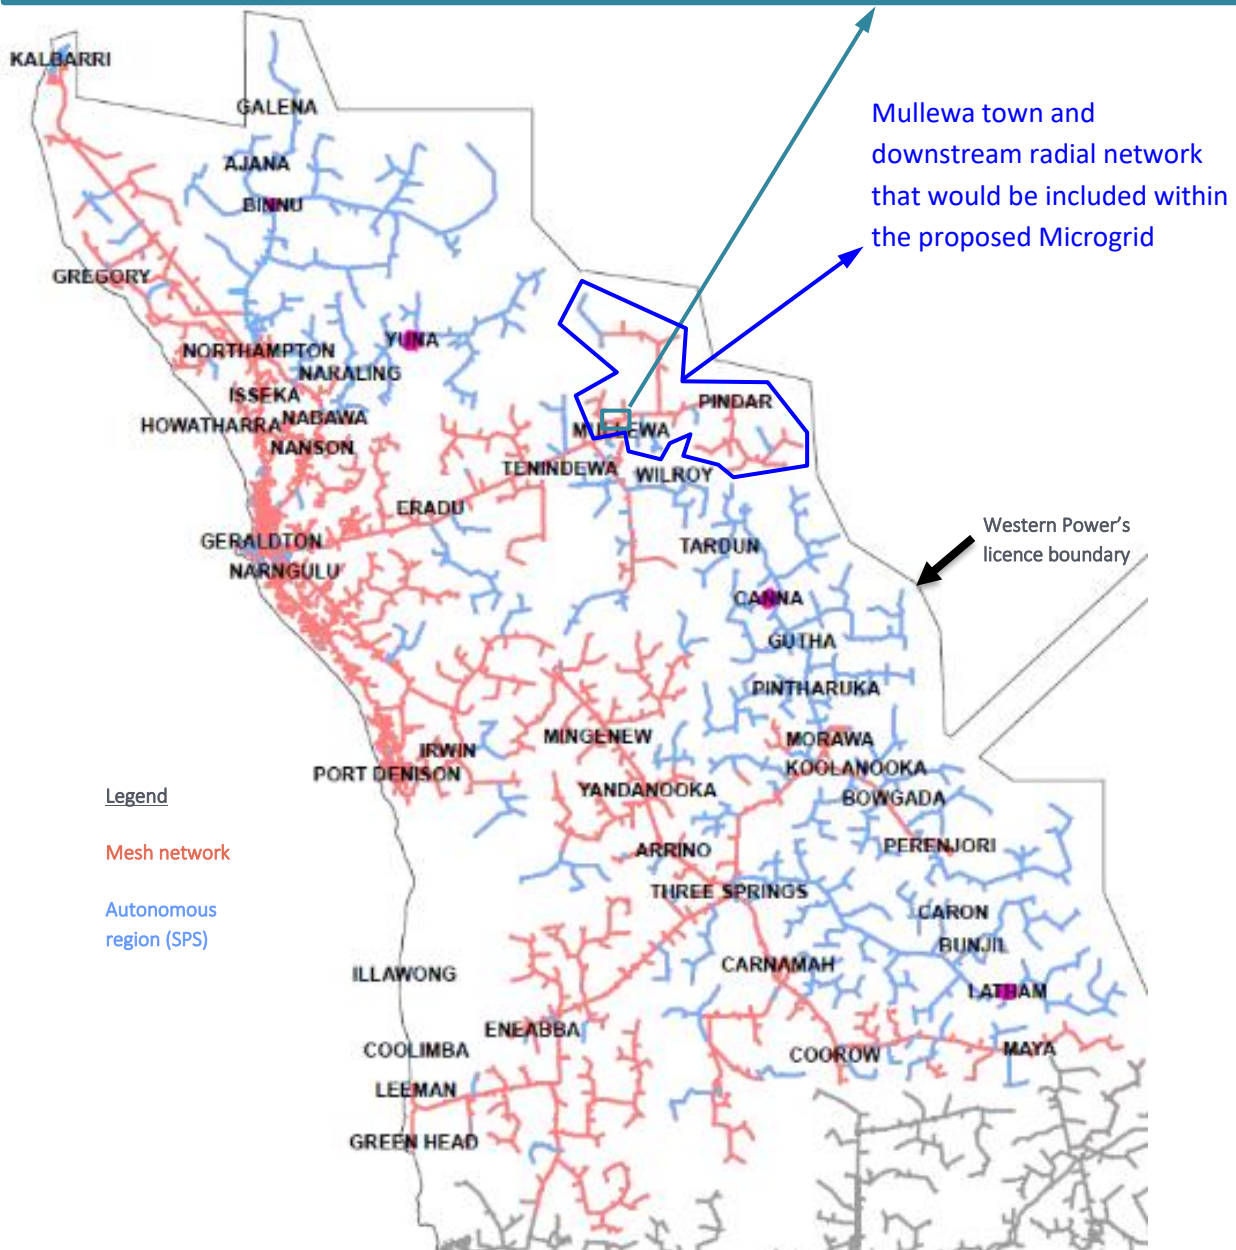 KALBARRI
GALENA
Mullewa town and
downstream radial network
that would be included within
the proposed Microgrid
AJANA
BINNU
GREGORY
YUNA
NORTHAMPTON
NARALING
ISSEKA
NABAWA
HOWATHARRA
NANSON
PINDAR
MULLEWA
TENINDEWA
WILROY
ERADU
GERALDTON
NARNGULU
TARDUN
Western Power's
licence boundary
CANNA
GUTHA
PINTHARUKA
MINGENEW
MORAWA
IRWIN
KOOLANOOKA
PORT DENISON
YANDANOOKA
BOWGADA
Legend
Mesh network
Autonomous
region (SPS)
ARRINO
PERENJORI
THREE SPRINGS
CARON
BUNJIL
CARNAMAH
ILLAWONG
LATHAM
ENEABBA
COOLIMBA
COOROW
MAYA
LEEMAN
GREEN HEAD